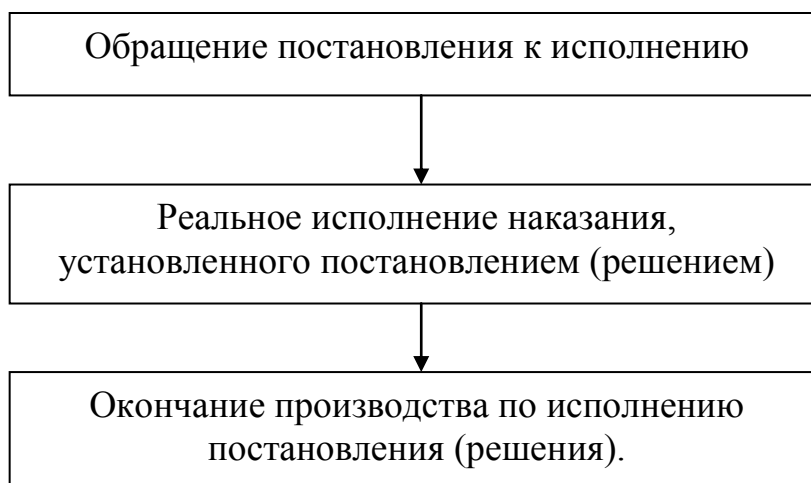 Обращение постановления к исполнению
Реальное исполнение наказания,
установленного постановлением (решением)
Окончание производства по исполнению
постановления (решения).